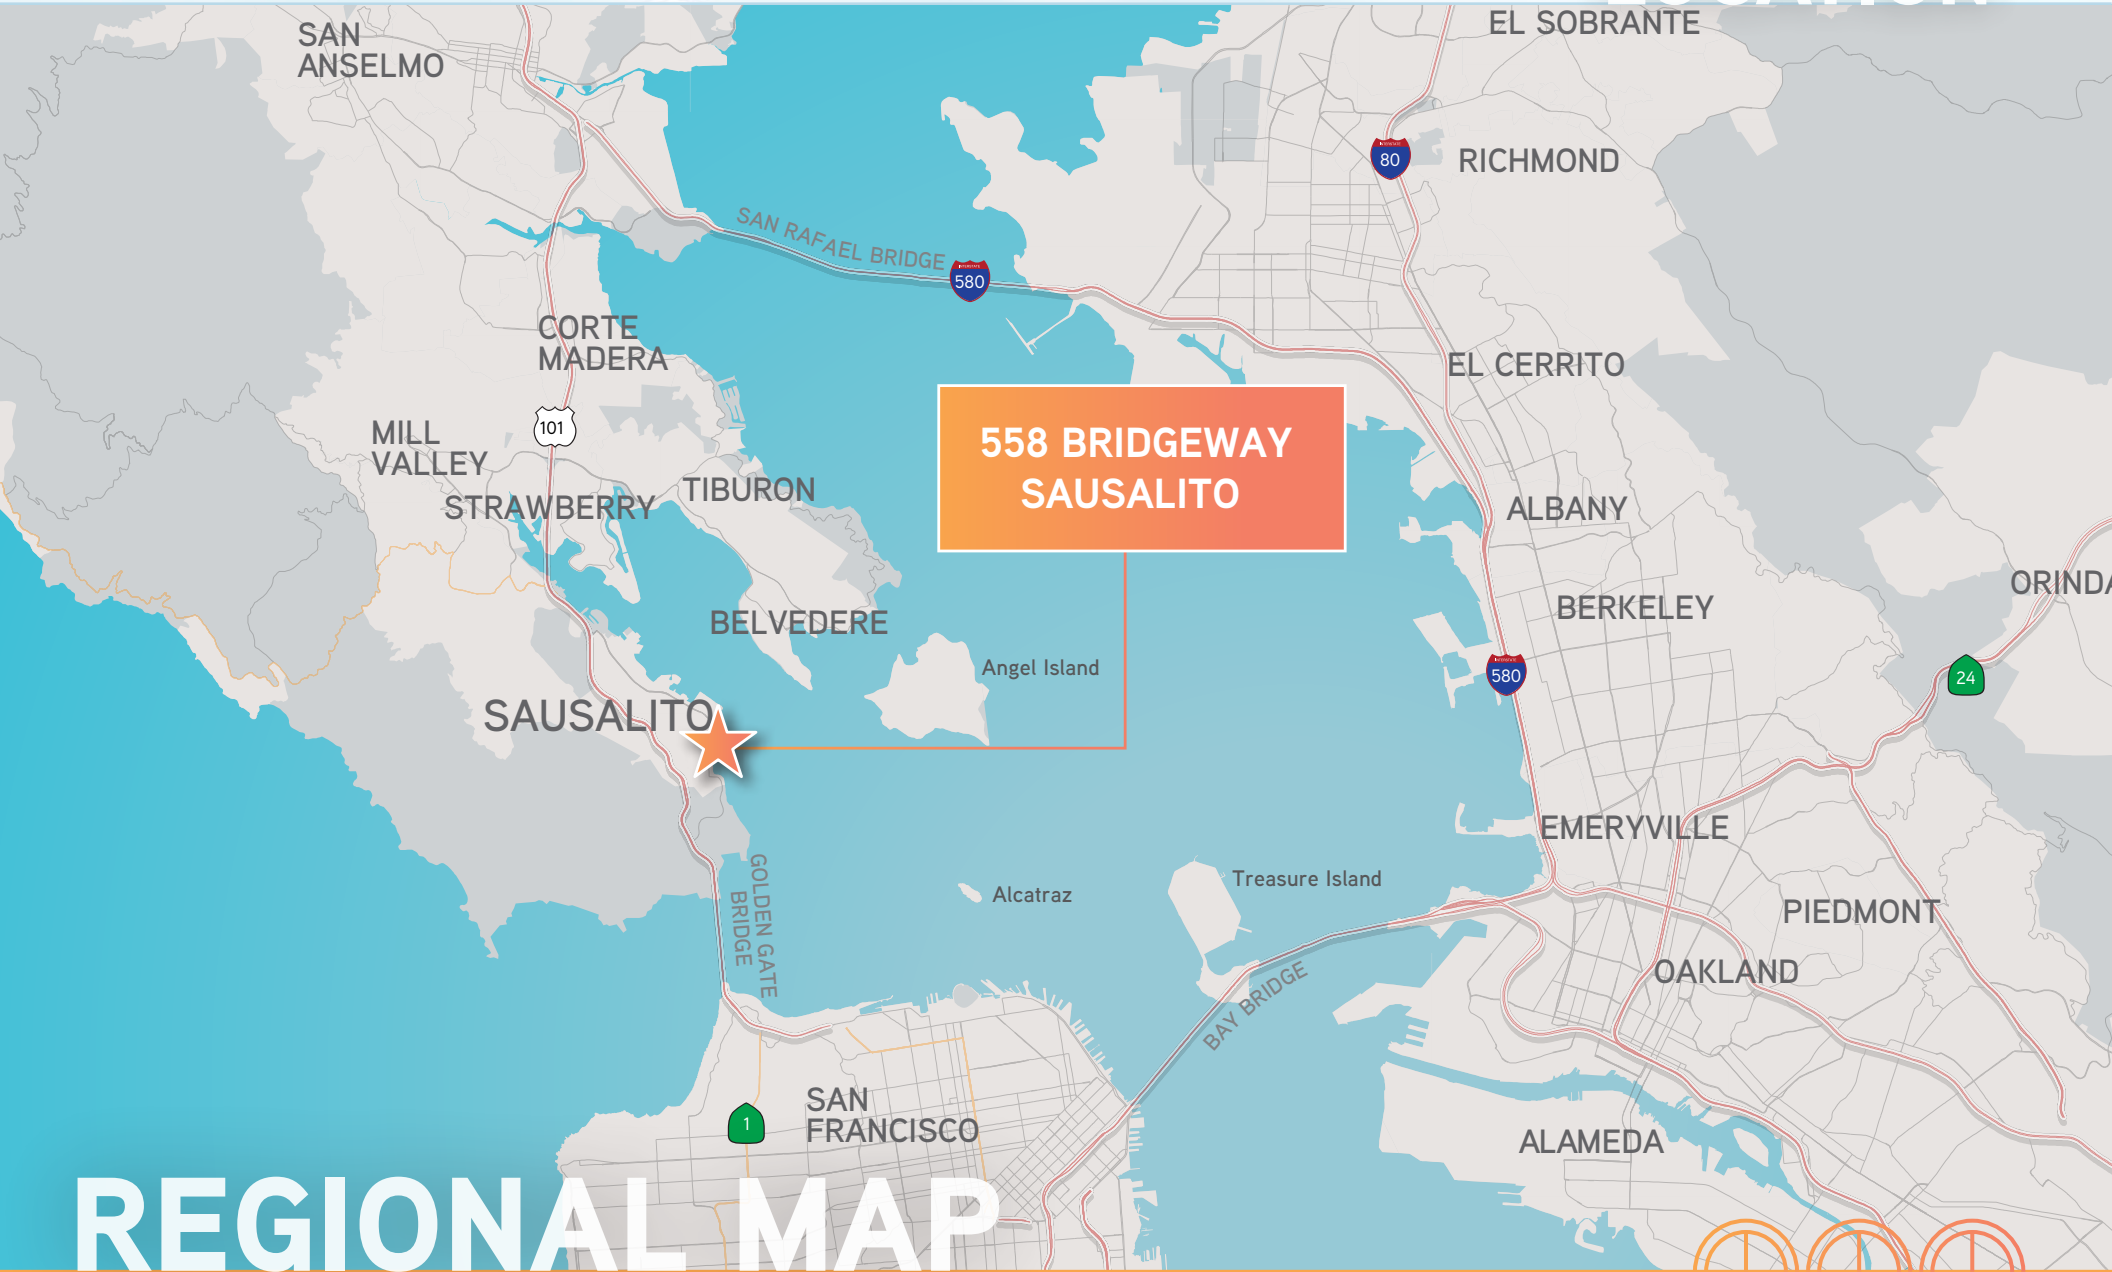 EL SOBRANTE
SAN
ANSELMO
80
RICHMOND
SAN RAFAEL BRIDGE
580
CORTE
MADERA
EL CERRITO
101
MILL
VALLEY
558 BRIDGEWAY
SAUSALITO
TIBURON
STRAWBERRY
ALBANY
ORINDA
BERKELEY
BELVEDERE
Angel Island
580
24
SAUSALITO
EMERYVILLE
GOLDEN GATE
BRIDGE
Alcatraz
Treasure Island
PIEDMONT
OAKLAND
BAY BRIDGE
SAN
FRANCISCO
1
ALAMEDA
REGIONAL MAP